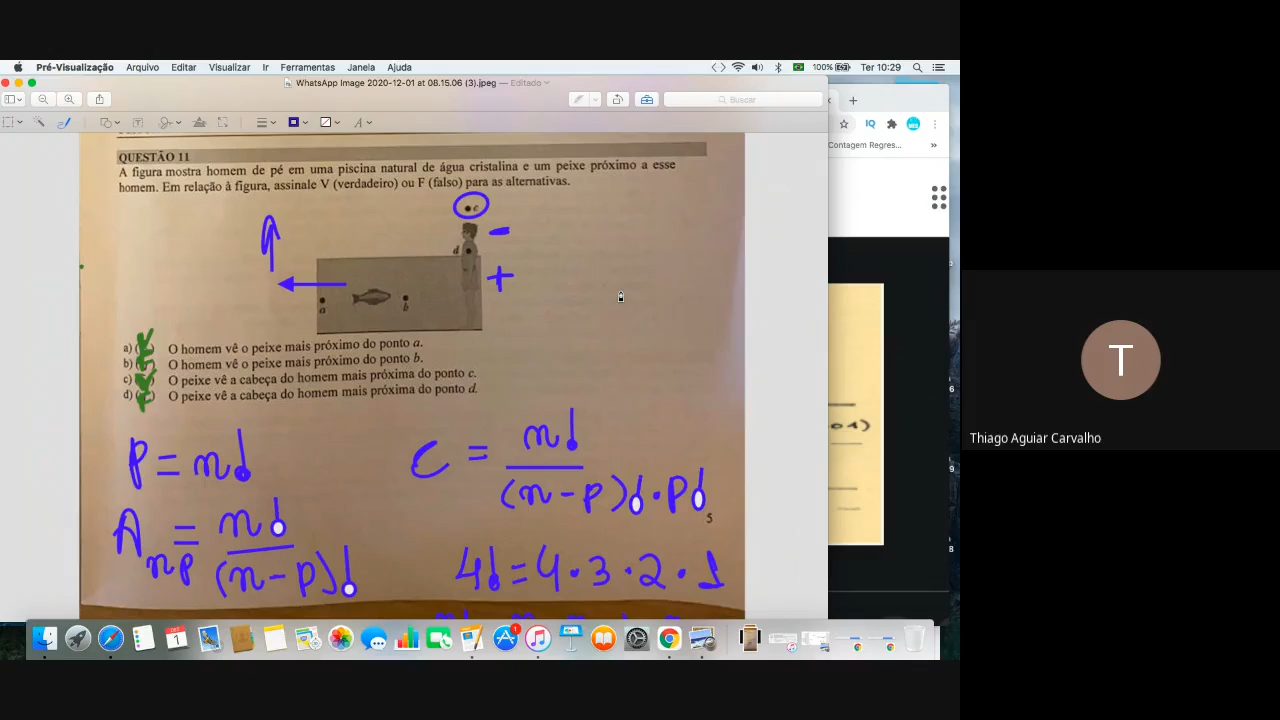 Pré-Visualização Arquivo Editar Visualizar Ir Ferramentas Janela Ajuda 100% Ter 10:29
WhatsApp Image 2020-12-01 at 08.15.06 (3).jpeg — Editado
Buscar
IQ
Contagem Regres...
QUESTÃO 11
A figura mostra homem de pé em uma piscina natural de água cristalina e um peixe próximo a esse
homem. Em relação à figura, assinale V (verdadeiro) ou F (falso) para as alternativas.
c
-
d
+
a
b
a) ( ) O homem vê o peixe mais próximo do ponto a.
b) ( ) O homem vê o peixe mais próximo do ponto b.
c) ( ) O peixe vê a cabeça do homem mais próxima do ponto c.
d) ( ) O peixe vê a cabeça do homem mais próxima do ponto d.
P = n!
C = n! / (n-p)! · p!
5
A n p = n! / (n-p)!
4! = 4 · 3 · 2 · 1
T
Thiago Aguiar Carvalho